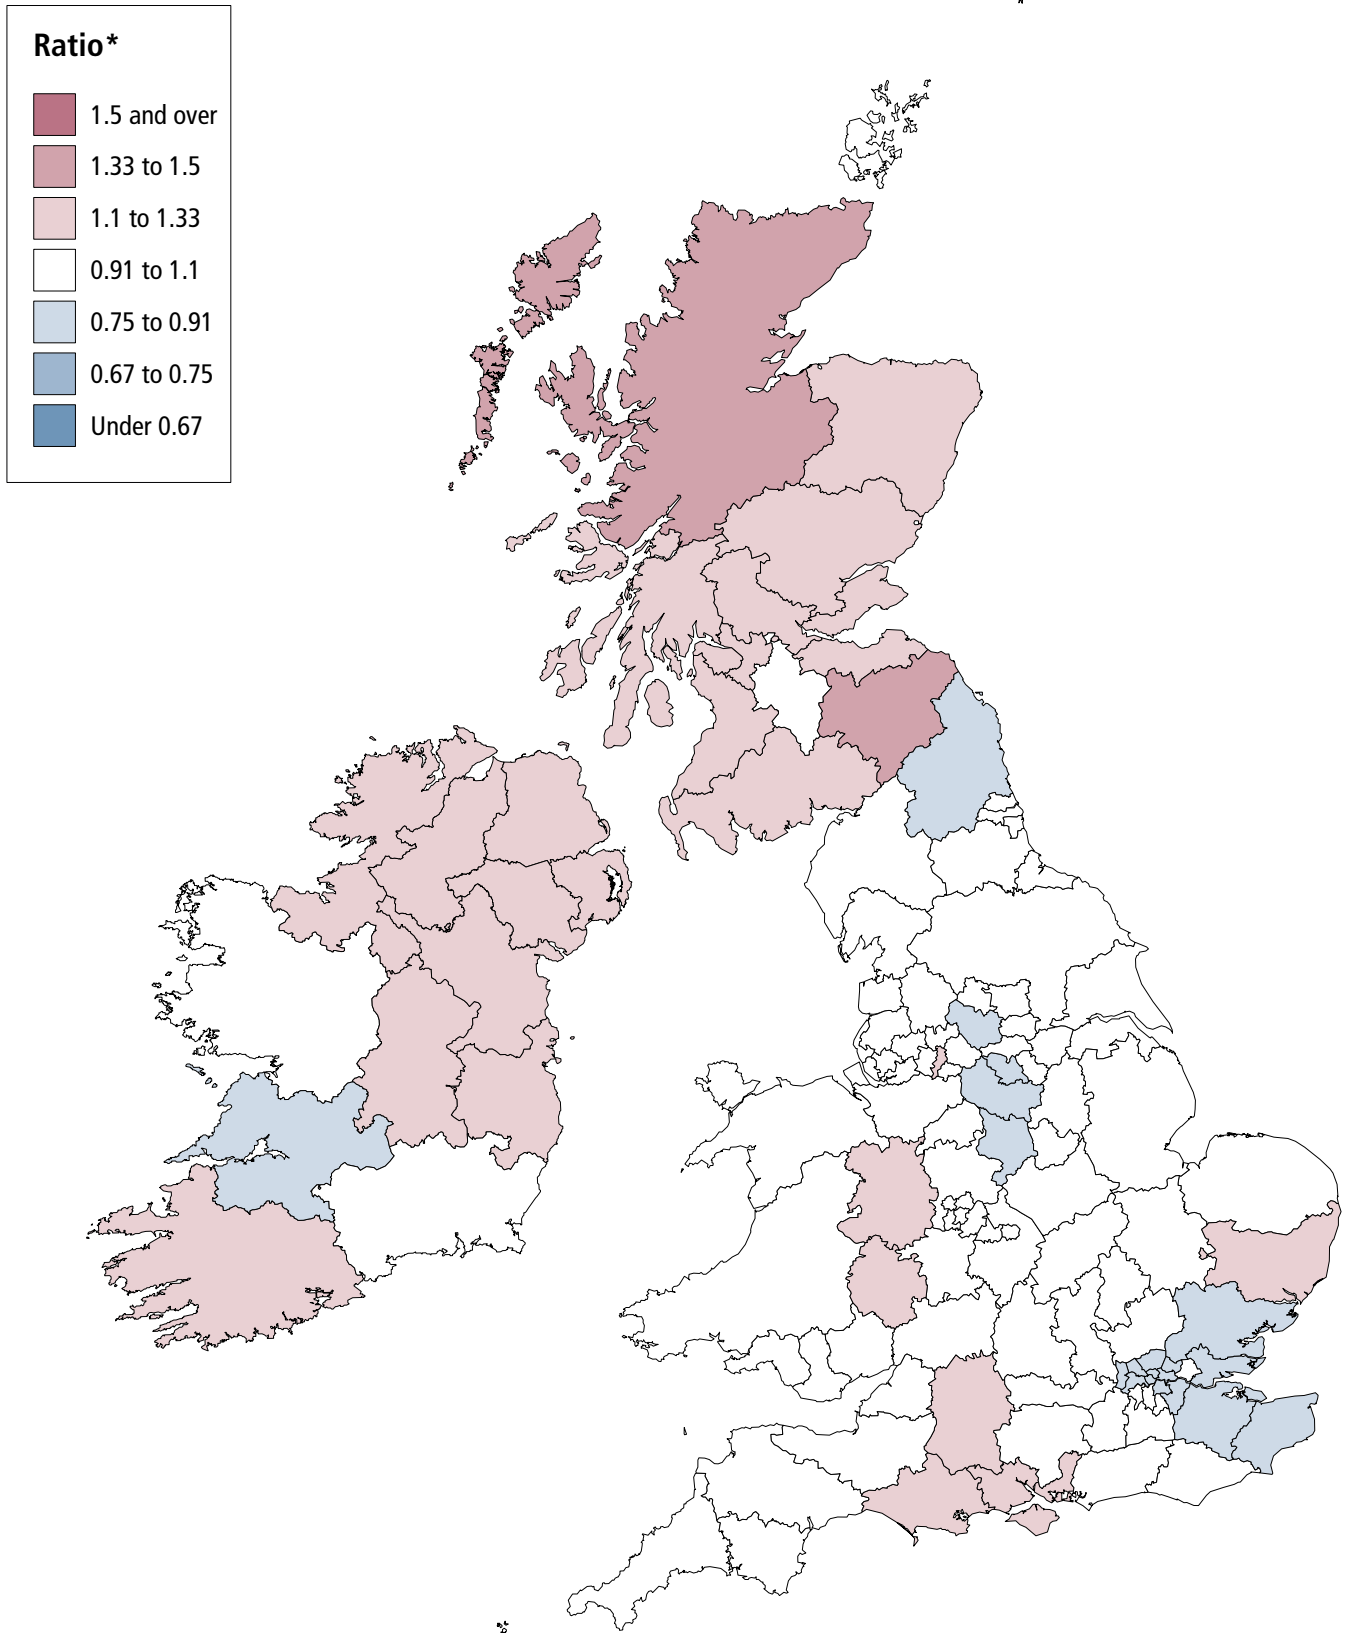 Ratio*
1.5 and over
1.33 to 1.5
1.1 to 1.33
0.91 to 1.1
0.75 to 0.91
0.67 to 0.75
Under 0.67